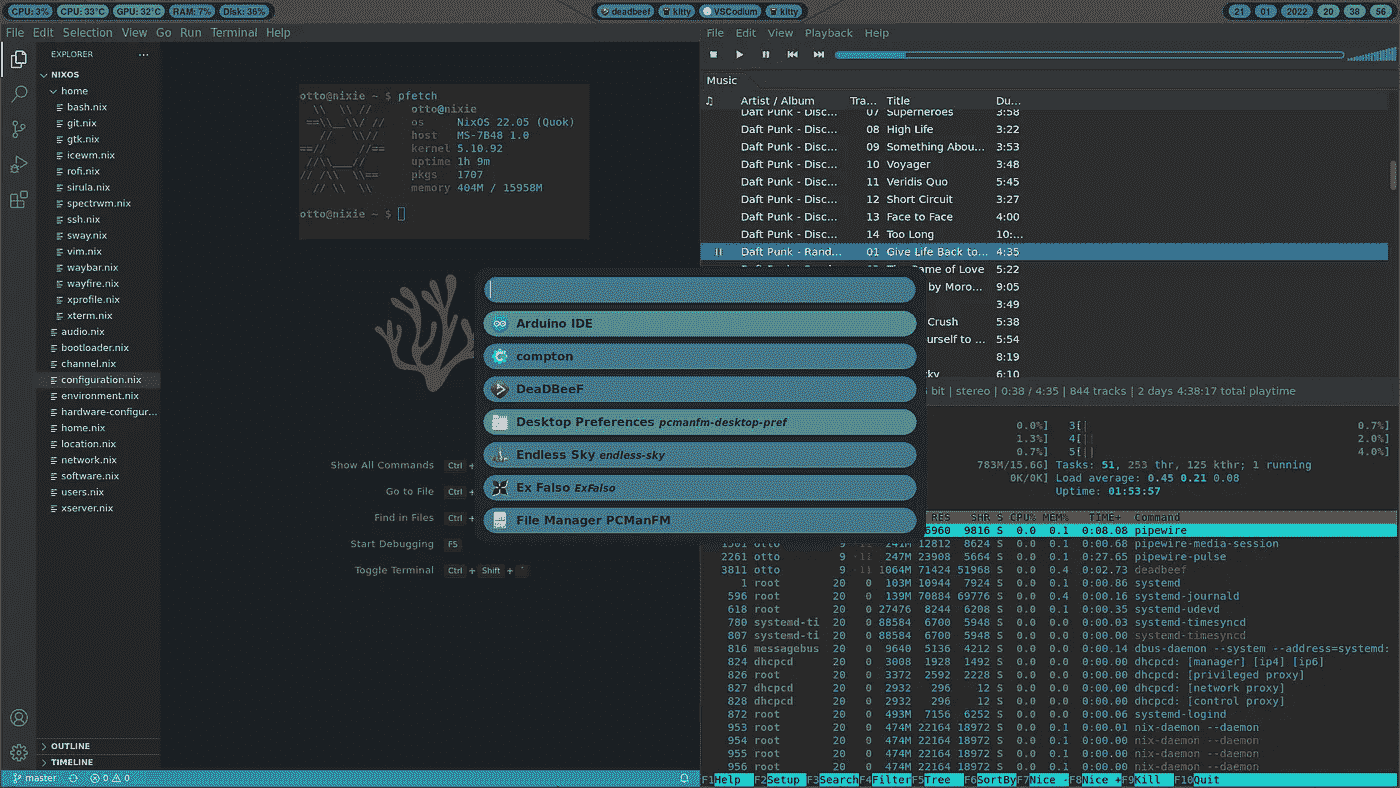 CPU: 3% CPU: 33°C GPU: 32°C RAM: 7% Disk: 36%
deadbeef kitty VSCodium kitty
21 01 2022 20 38 56
File Edit Selection View Go Run Terminal Help
EXPLORER ...
NIXOS
home
bash.nix
git.nix
gtk.nix
icewm.nix
rofi.nix
sirula.nix
spectrwm.nix
ssh.nix
sway.nix
vim.nix
waybar.nix
wayfire.nix
xprofile.nix
xterm.nix
audio.nix
bootloader.nix
channel.nix
configuration.nix
environment.nix
hardware-configur...
home.nix
location.nix
network.nix
software.nix
users.nix
xserver.nix
OUTLINE
TIMELINE
master 0 0
otto@nixie ~ $ pfetch
otto@nixie
os NixOS 22.05 (Quok)
host MS-7B48 1.0
kernel 5.10.92
uptime 1h 9m
pkgs 1707
memory 404M / 15958M
otto@nixie ~ $
Show All Commands Ctrl +
Go to File Ctrl +
Find in Files Ctrl +
Start Debugging F5
Toggle Terminal Ctrl + Shift + `
Arduino IDE
compton
DeaDBeeF
Desktop Preferences pcmanfm-desktop-pref
Endless Sky endless-sky
Ex Falso ExFalso
File Manager PCManFM
File Edit View Playback Help
Music
♫ Artist / Album Tra... Title Du...
Daft Punk - Disc... 07 Superheroes 3:58
Daft Punk - Disc... 08 High Life 3:22
Daft Punk - Disc... 09 Something Abou... 3:53
Daft Punk - Disc... 10 Voyager 3:48
Daft Punk - Disc... 11 Veridis Quo 5:45
Daft Punk - Disc... 12 Short Circuit 3:27
Daft Punk - Disc... 13 Face to Face 4:00
Daft Punk - Disc... 14 Too Long 10:...
Daft Punk - Rand... 01 Give Life Back to... 4:35
ame of Love 5:22
by Moro... 9:05
3:49
Crush 5:38
urself to ... 5:54
8:19
6:10
bit | stereo | 0:38 / 4:35 | 844 tracks | 2 days 4:38:17 total playtime
0.0%] 3[ 0.7%]
1.3%] 4[ 2.0%]
0.7%] 5[ 4.0%]
783M/15.6G] Tasks: 51, 253 thr, 125 kthr; 1 running
0K/0K] Load average: 0.45 0.21 0.08
Uptime: 01:53:57
RES SHR S CPU% MEM% TIME+ Command
6960 9816 S 0.0 0.1 0:08.08 pipewire
otto 9 -11 241M 12812 8624 S 0.0 0.1 0:00.68 pipewire-media-session
2261 otto 9 -11 247M 23908 5664 S 0.0 0.1 0:27.65 pipewire-pulse
3811 otto 9 -11 1064M 71424 51968 S 0.0 0.4 0:02.73 deadbeef
1 root 20 0 103M 10944 7924 S 0.0 0.1 0:00.86 systemd
596 root 20 0 139M 70884 69776 S 0.0 0.4 0:00.16 systemd-journald
618 root 20 0 27476 8244 6208 S 0.0 0.1 0:00.35 systemd-udevd
780 systemd-ti 20 0 88584 6700 5948 S 0.0 0.0 0:00.03 systemd-timesyncd
807 systemd-ti 20 0 88584 6700 5948 S 0.0 0.0 0:00.00 systemd-timesyncd
816 messagebus 20 0 9640 5136 4212 S 0.0 0.0 0:00.14 dbus-daemon --system --address=systemd:
824 dhcpcd 20 0 3008 1928 1492 S 0.0 0.0 0:00.00 dhcpcd: [manager] [ip4] [ip6]
826 root 20 0 3372 2592 2228 S 0.0 0.0 0:00.00 dhcpcd: [privileged proxy]
827 dhcpcd 20 0 2932 296 12 S 0.0 0.0 0:00.00 dhcpcd: [network proxy]
828 dhcpcd 20 0 2932 296 12 S 0.0 0.0 0:00.00 dhcpcd: [control proxy]
872 root 20 0 493M 7156 6252 S 0.0 0.0 0:00.06 systemd-logind
953 root 20 0 474M 22164 18972 S 0.0 0.1 0:00.01 nix-daemon --daemon
954 root 20 0 474M 22164 18972 S 0.0 0.1 0:00.00 nix-daemon --daemon
955 root 20 0 474M 22164 18972 S 0.0 0.1 0:00.00 nix-daemon --daemon
956 root 20 0 474M 22164 18972 S 0.0 0.1 0:00.00 nix-daemon --daemon
F1Help F2Setup F3SearchF4FilterF5Tree F6SortByF7Nice -F8Nice +F9Kill F10Quit